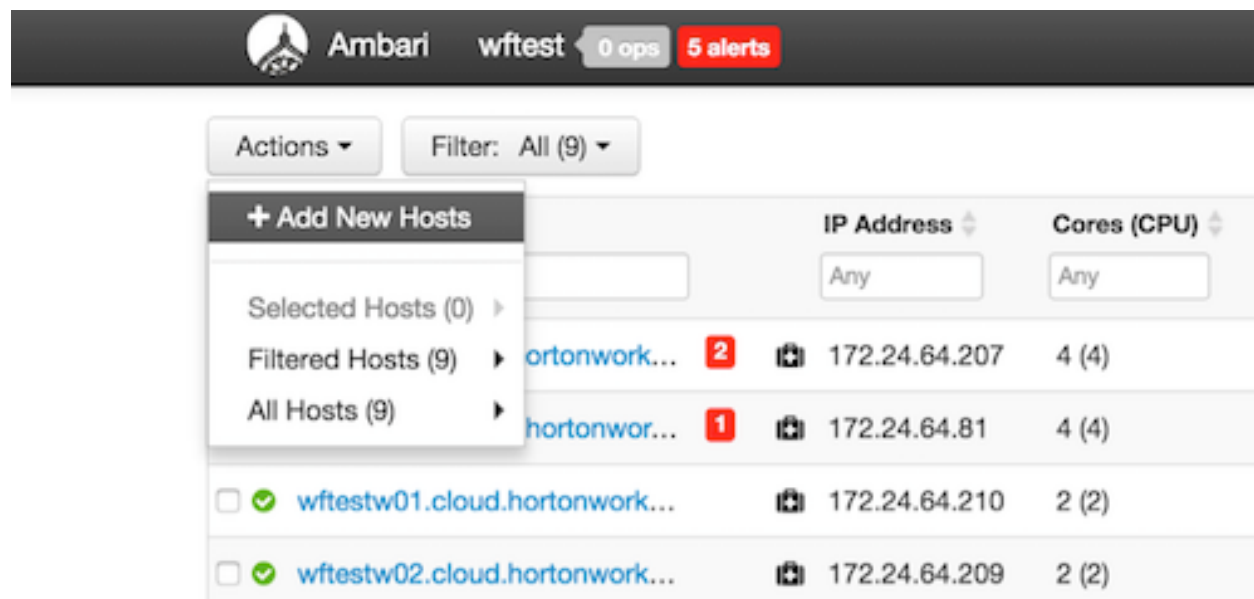 Ambari wftest 0 ops 5 alerts
Actions Filter: All (9)
+ Add New Hosts
IP Address Cores (CPU)
Any Any
Selected Hosts (0)
Filtered Hosts (9) ortonwork... 2 172.24.64.207 4 (4)
All Hosts (9) hortonwor... 1 172.24.64.81 4 (4)
wftestw01.cloud.hortonwork... 172.24.64.210 2 (2)
wftestw02.cloud.hortonwork... 172.24.64.209 2 (2)